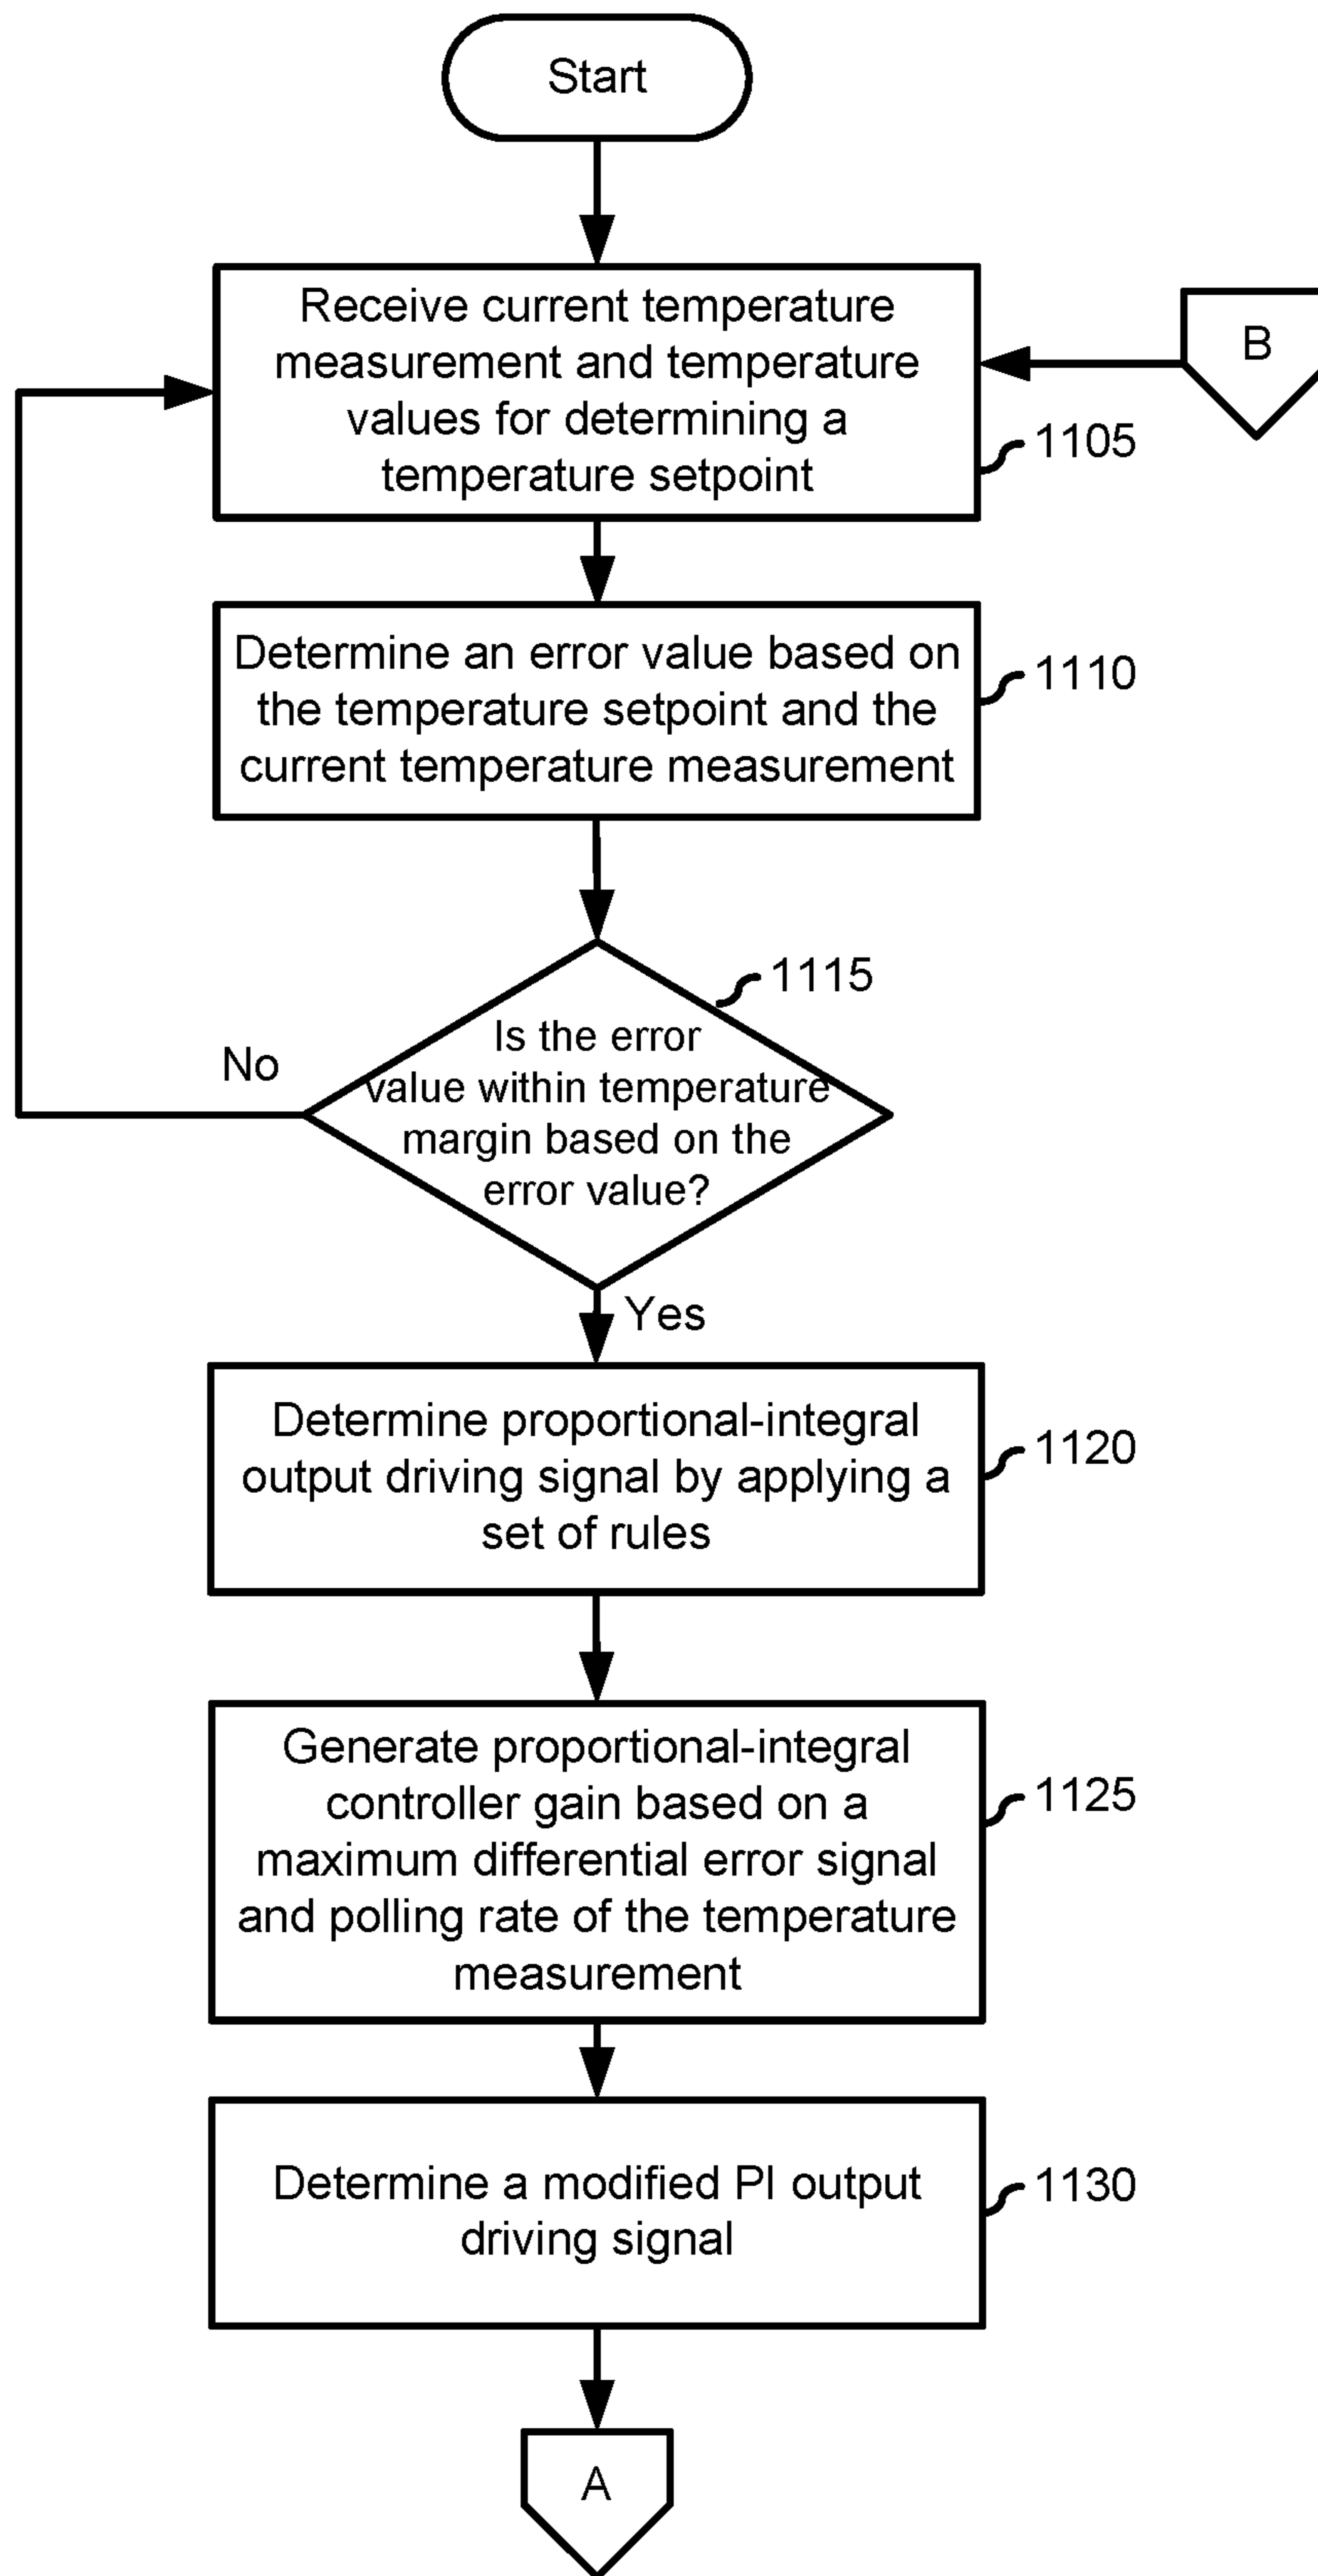 Start
Receive current temperature
measurement and temperature
values for determining a
temperature setpoint
B
1105
Determine an error value based on
the temperature setpoint and the
current temperature measurement
1110
1115
Is the error
value within temperature
margin based on the
error value?
No
Yes
Determine proportional-integral
output driving signal by applying a
set of rules
1120
Generate proportional-integral
controller gain based on a
maximum differential error signal
and polling rate of the temperature
measurement
1125
Determine a modified PI output
driving signal
1130
A